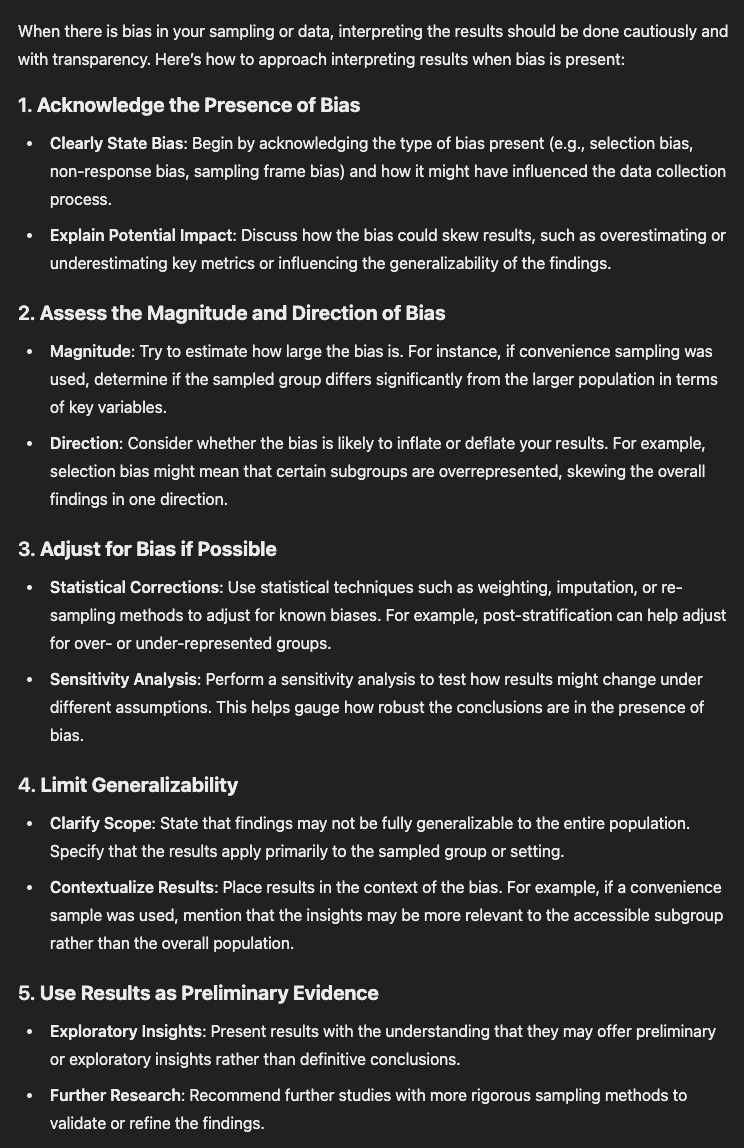 When there is bias in your sampling or data, interpreting the results should be done cautiously and
with transparency. Here's how to approach interpreting results when bias is present:
1. Acknowledge the Presence of Bias
• Clearly State Bias: Begin by acknowledging the type of bias present (e.g., selection bias,
non-response bias, sampling frame bias) and how it might have influenced the data collection
process.
• Explain Potential Impact: Discuss how the bias could skew results, such as overestimating or
underestimating key metrics or influencing the generalizability of the findings.
2. Assess the Magnitude and Direction of Bias
• Magnitude: Try to estimate how large the bias is. For instance, if convenience sampling was
used, determine if the sampled group differs significantly from the larger population in terms
of key variables.
• Direction: Consider whether the bias is likely to inflate or deflate your results. For example,
selection bias might mean that certain subgroups are overrepresented, skewing the overall
findings in one direction.
3. Adjust for Bias if Possible
• Statistical Corrections: Use statistical techniques such as weighting, imputation, or re-
sampling methods to adjust for known biases. For example, post-stratification can help adjust
for over- or under-represented groups.
• Sensitivity Analysis: Perform a sensitivity analysis to test how results might change under
different assumptions. This helps gauge how robust the conclusions are in the presence of
bias.
4. Limit Generalizability
• Clarify Scope: State that findings may not be fully generalizable to the entire population.
Specify that the results apply primarily to the sampled group or setting.
• Contextualize Results: Place results in the context of the bias. For example, if a convenience
sample was used, mention that the insights may be more relevant to the accessible subgroup
rather than the overall population.
5. Use Results as Preliminary Evidence
• Exploratory Insights: Present results with the understanding that they may offer preliminary
or exploratory insights rather than definitive conclusions.
• Further Research: Recommend further studies with more rigorous sampling methods to
validate or refine the findings.